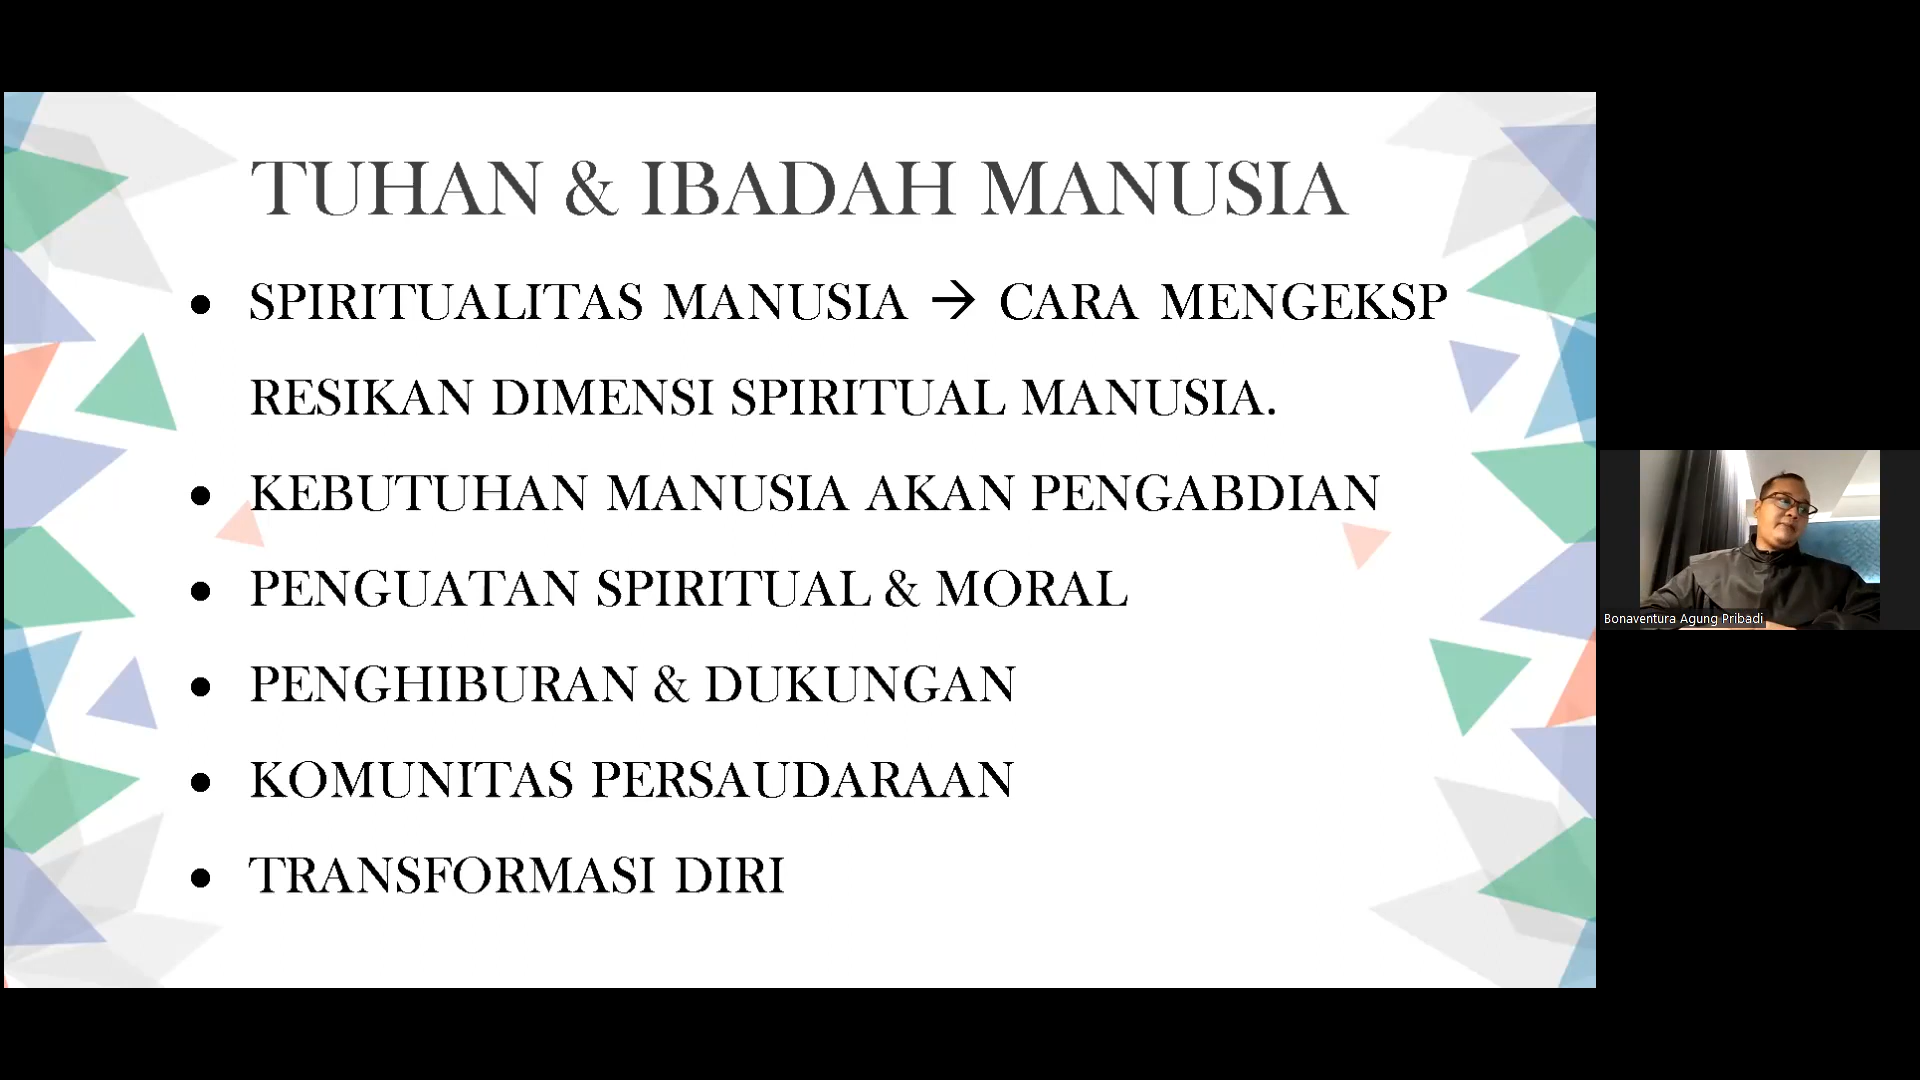 TUHAN & IBADAH MANUSIA
• SPIRITUALITAS MANUSIA → CARA MENGEKSP
RESIKAN DIMENSI SPIRITUAL MANUSIA.
• KEBUTUHAN MANUSIA AKAN PENGABDIAN
• PENGUATAN SPIRITUAL & MORAL
• PENGHIBURAN & DUKUNGAN
• KOMUNITAS PERSAUDARAAN
• TRANSFORMASI DIRI
Bonaventura Agung Pribadi